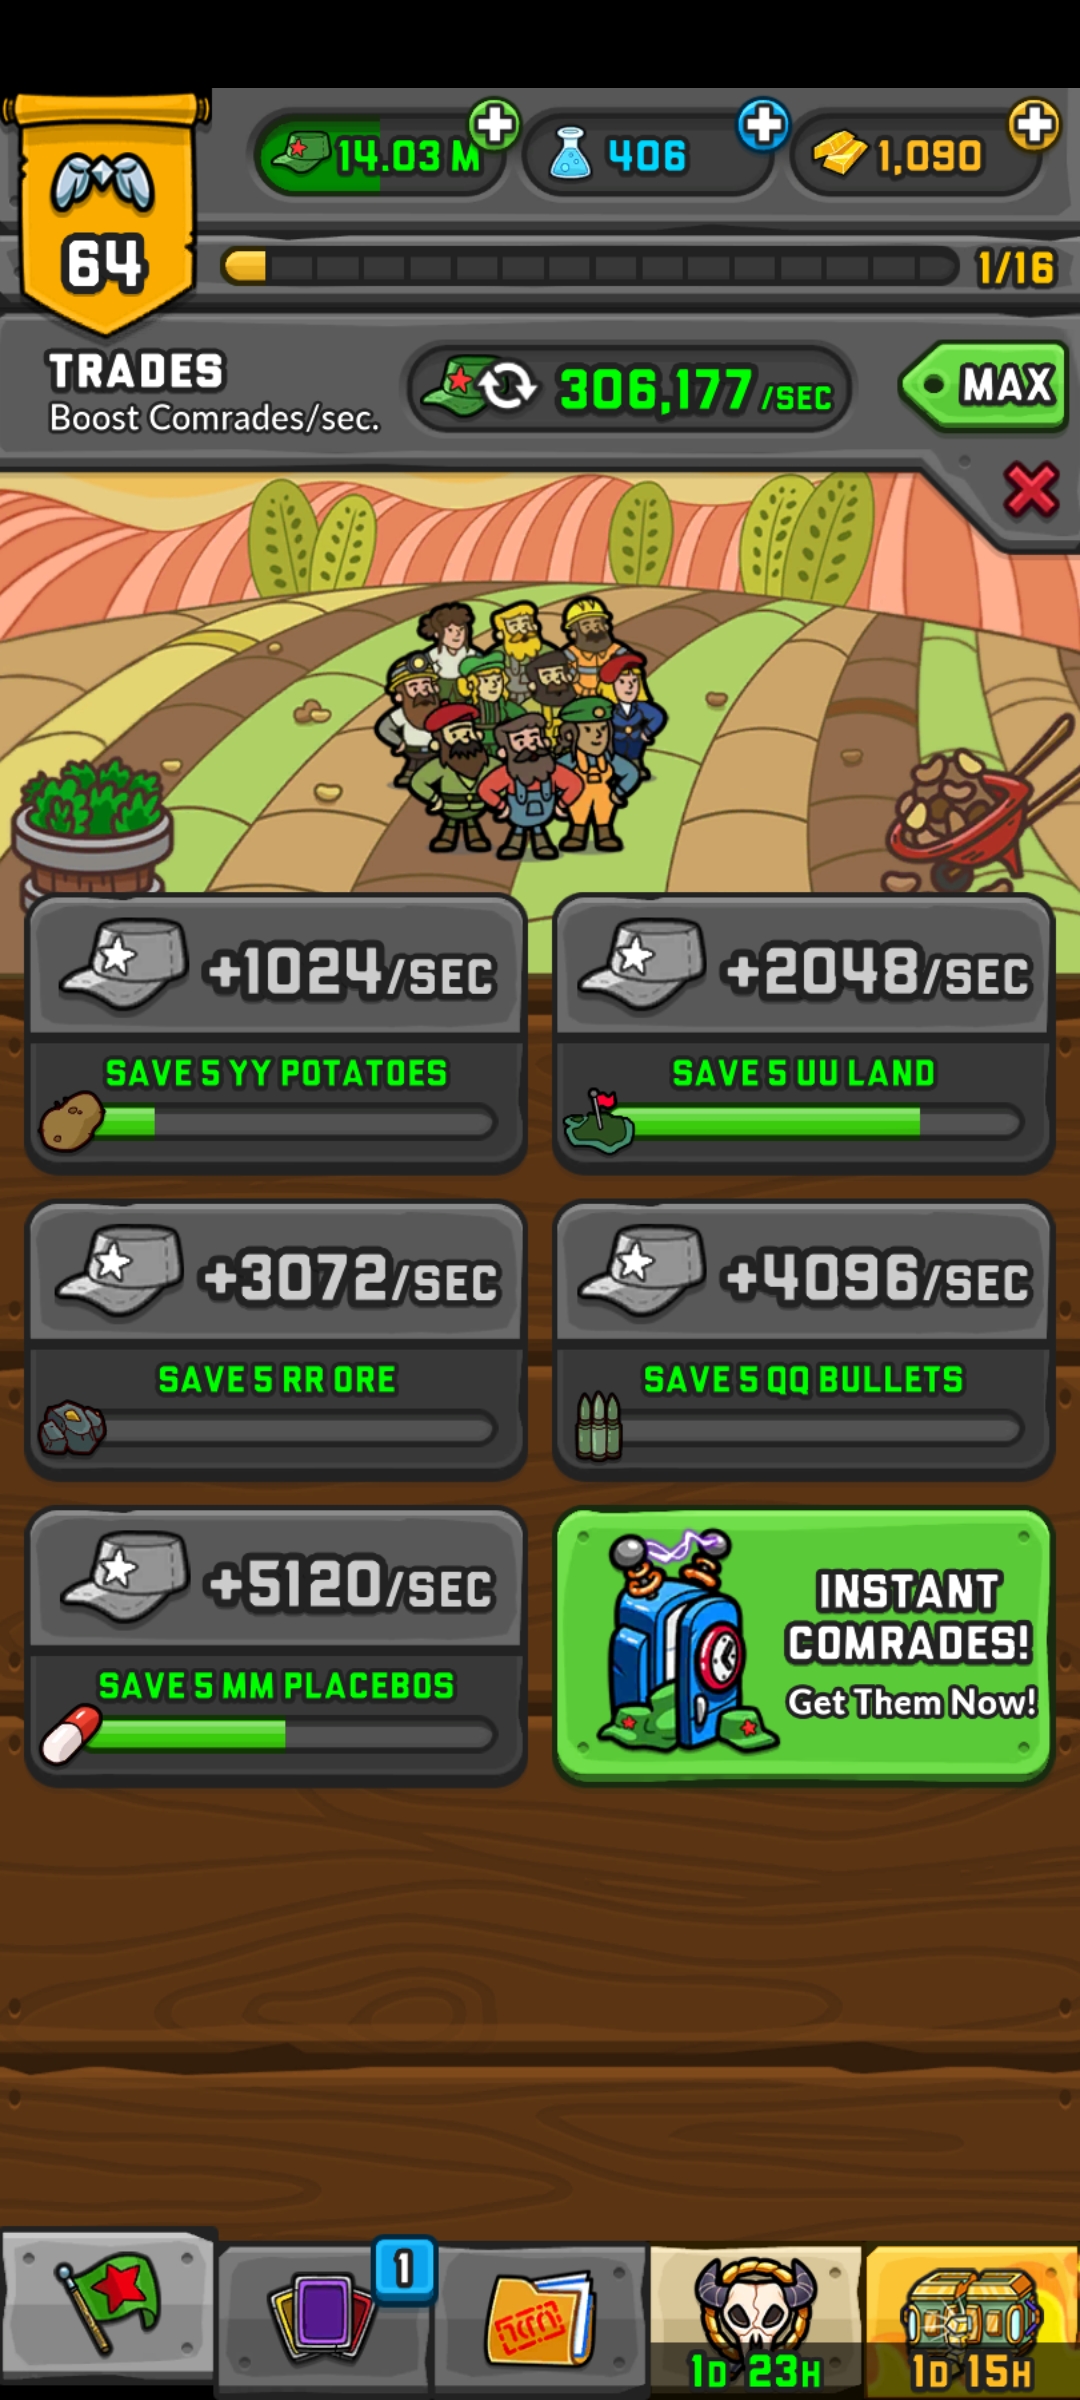 14.03 M
406
1,090
64
1/16
TRADES
Boost Comrades/sec.
306,177/SEC
MAX
+1024/SEC
SAVE 5 YY POTATOES
+2048/SEC
SAVE 5 UU LAND
+3072/SEC
SAVE 5 RR ORE
+4096/SEC
SAVE 5 QQ BULLETS
+5120/SEC
SAVE 5 MM PLACEBOS
INSTANT
COMRADES!
Get Them Now!
1
1D 23H
1D 15H